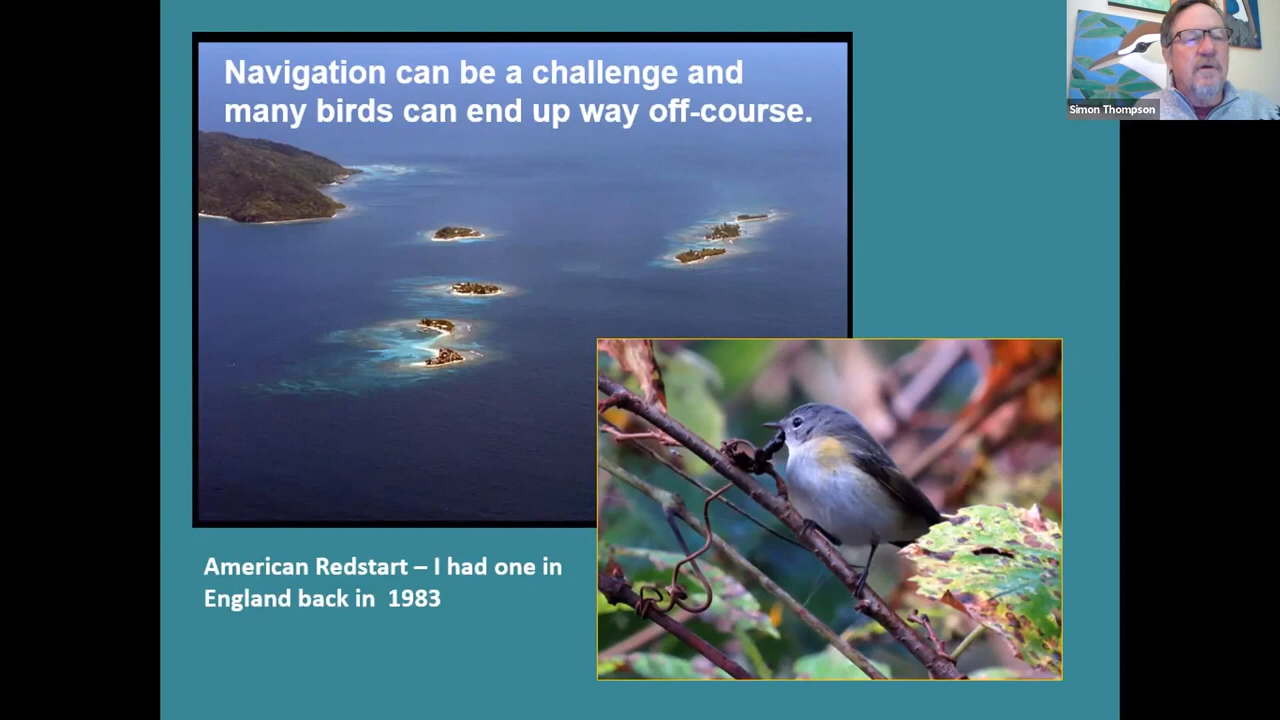 Navigation can be a challenge and
many birds can end up way off-course.
Simon Thompson
American Redstart – I had one in
England back in  1983